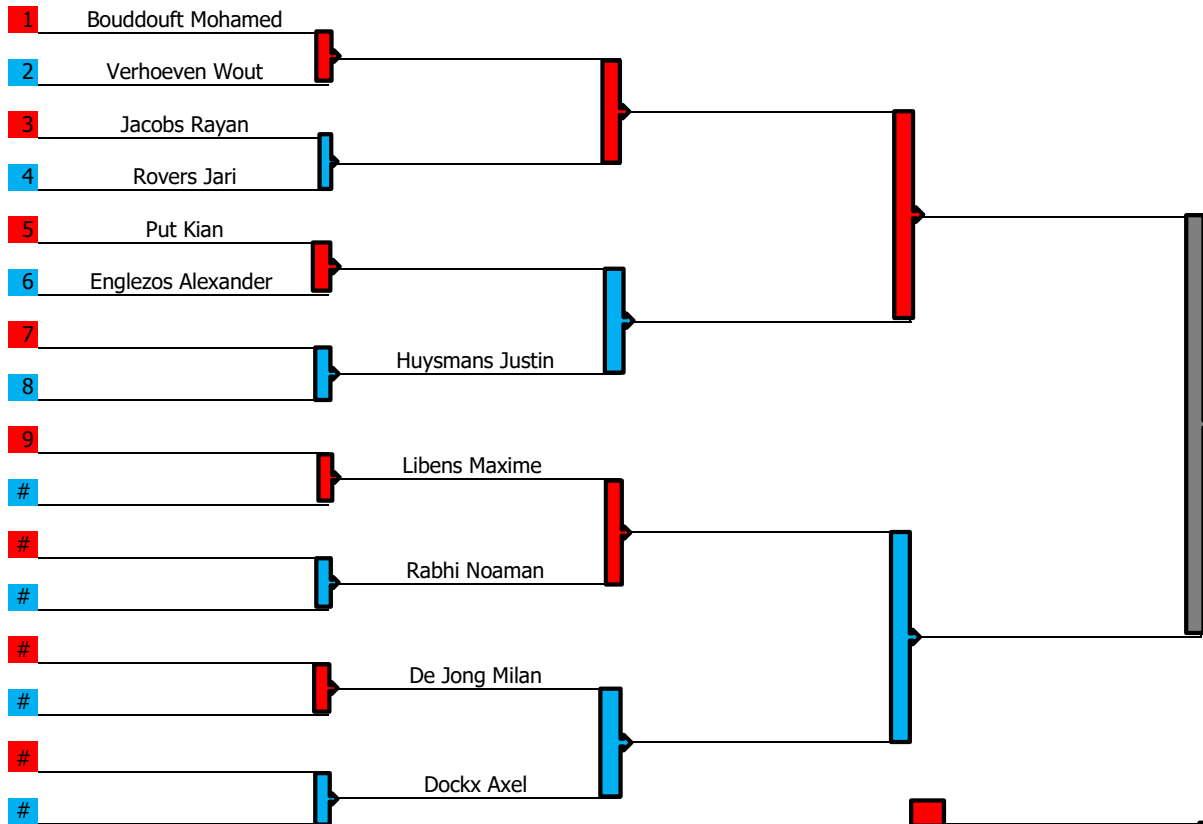 1 Bouddouft Mohamed
2 Verhoeven Wout
3 Jacobs Rayan
4 Rovers Jari
5 Put Kian
6 Englezos Alexander
7
Huysmans Justin
8
9
Libens Maxime
#
#
Rabhi Noaman
#
#
De Jong Milan
#
#
Dockx Axel
#